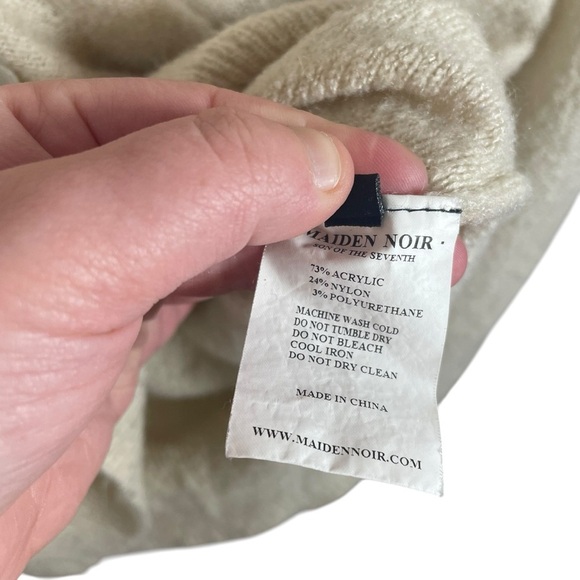 MAIDEN NOIR
SON OF THE SEVENTH
73% ACRYLIC
24% NYLON
3% POLYURETHANE
MACHINE WASH COLD
DO NOT TUMBLE DRY
DO NOT BLEACH
COOL IRON
DO NOT DRY CLEAN
MADE IN CHINA
WWW.MAIDENNOIR.COM